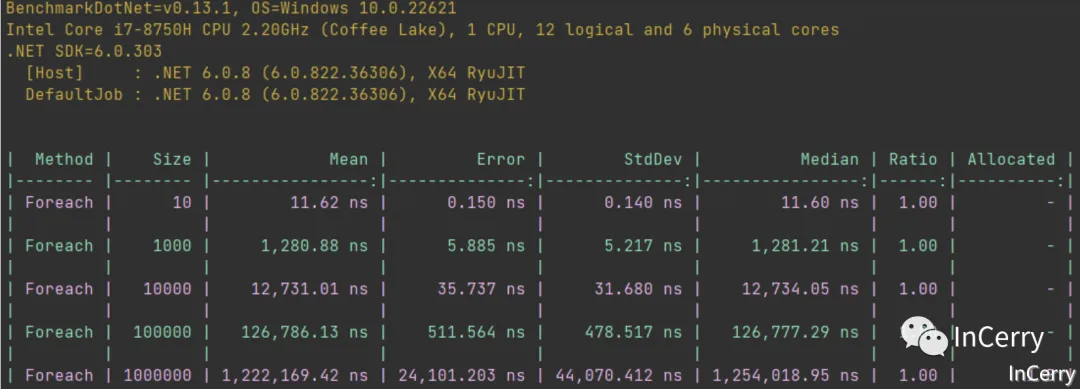 BenchmarkDotNet=v0.13.1, OS=Windows 10.0.22621
Intel Core i7-8750H CPU 2.20GHz (Coffee Lake), 1 CPU, 12 logical and 6 physical cores
.NET SDK=6.0.303
[Host]     : .NET 6.0.8 (6.0.822.36306), X64 RyuJIT
DefaultJob : .NET 6.0.8 (6.0.822.36306), X64 RyuJIT
| Method | Size | Mean | Error | StdDev | Median | Ratio | Allocated |
|-------- |-------- |----------------:|--------------:|--------------:|----------------:|------:|----------:|
| Foreach | 10 | 11.62 ns | 0.150 ns | 0.140 ns | 11.60 ns | 1.00 | - |
| | | | | | | | |
| Foreach | 1000 | 1,280.88 ns | 5.885 ns | 5.217 ns | 1,281.21 ns | 1.00 | - |
| | | | | | | | |
| Foreach | 10000 | 12,731.01 ns | 35.737 ns | 31.680 ns | 12,734.05 ns | 1.00 | - |
| | | | | | | | |
| Foreach | 100000 | 126,786.13 ns | 511.564 ns | 478.517 ns | 126,777.29 ns | - |
InCerry
| | | | | | | | |
| Foreach | 1000000 | 1,222,169.42 ns | 24,101.203 ns | 44,070.412 ns | 1,254,018.95 ns | 1.00 |
InCerry